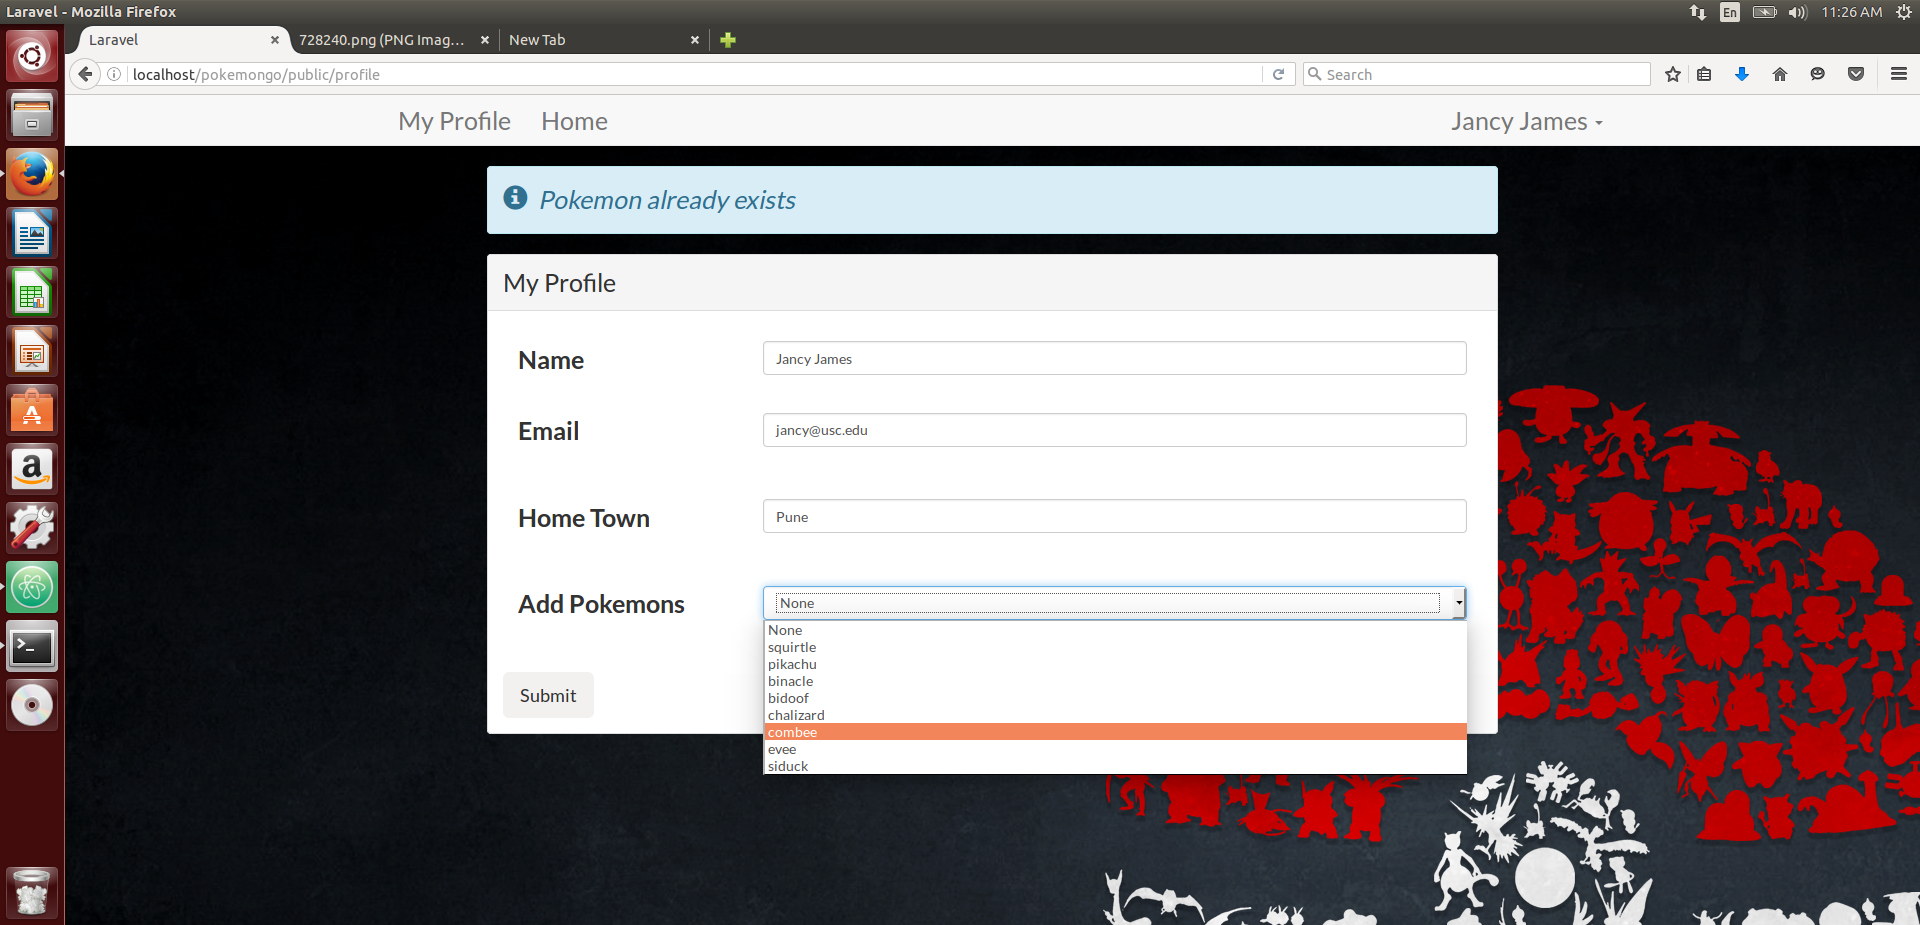 Laravel - Mozilla Firefox
En
11:26 AM
Laravel
728240.png (PNG Imag...
New Tab
localhost/pokemongo/public/profile
Search
My Profile
Home
Jancy James
Pokemon already exists
My Profile
Name
Jancy James
Email
jancy@usc.edu
Home Town
Pune
Add Pokemons
None
None
squirtle
pikachu
binacle
bidoof
chalizard
combee
evee
siduck
Submit